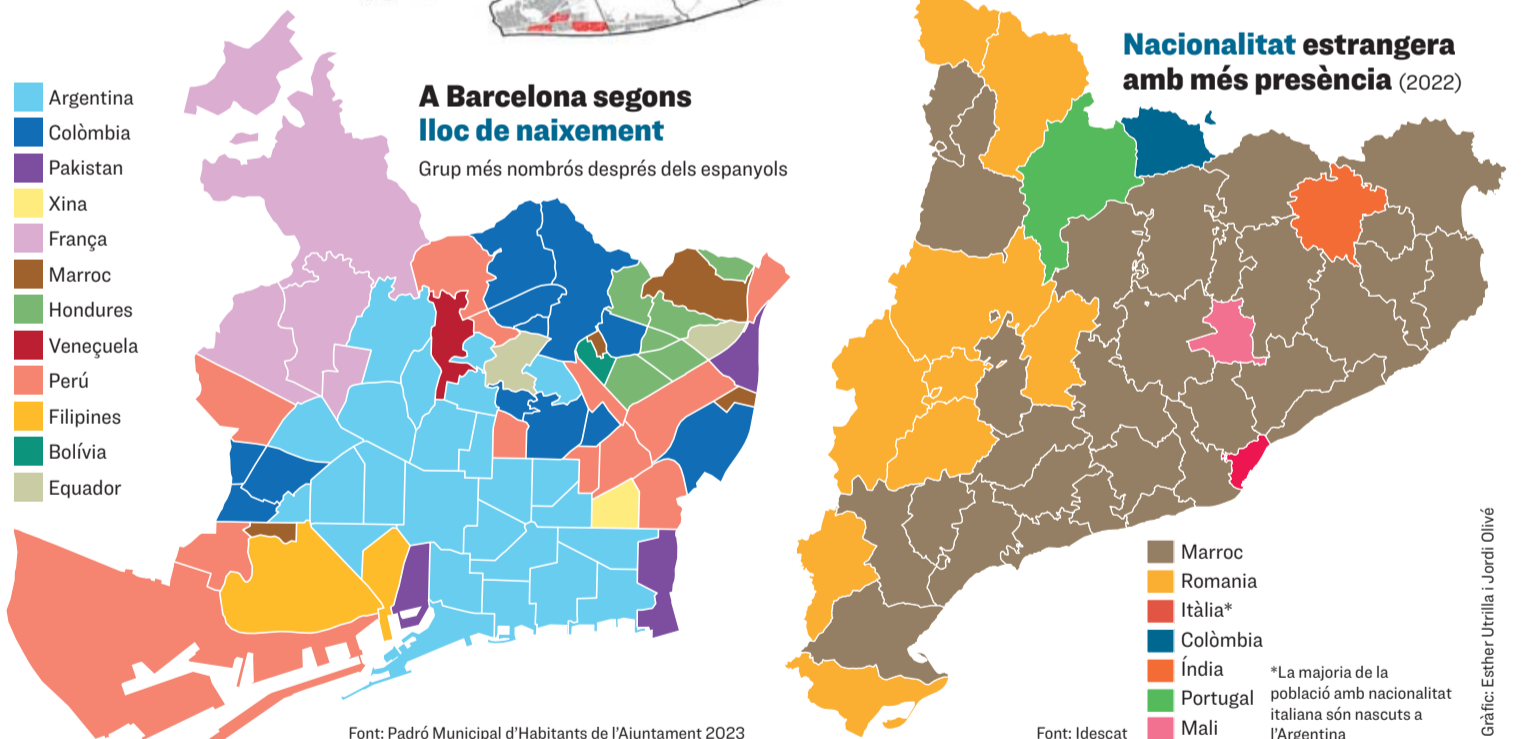 A Barcelona segons
lloc de naixement
Grup més nombrós després dels espanyols
Argentina
Colòmbia
Pakistan
Xina
França
Marroc
Hondures
Veneçuela
Perú
Filipines
Bolívia
Equador
Font: Padró Municipal d'Habitants de l'Ajuntament 2023
Nacionalitat estrangera
amb més presència (2022)
Marroc
Romania
Itàlia*
Colòmbia
Índia
Portugal
Mali
*La majoria de la
població amb nacionalitat
italiana són nascuts a
l'Argentina
Font: Idescat
Gràfic: Esther Utrilla i Jordi Olivé